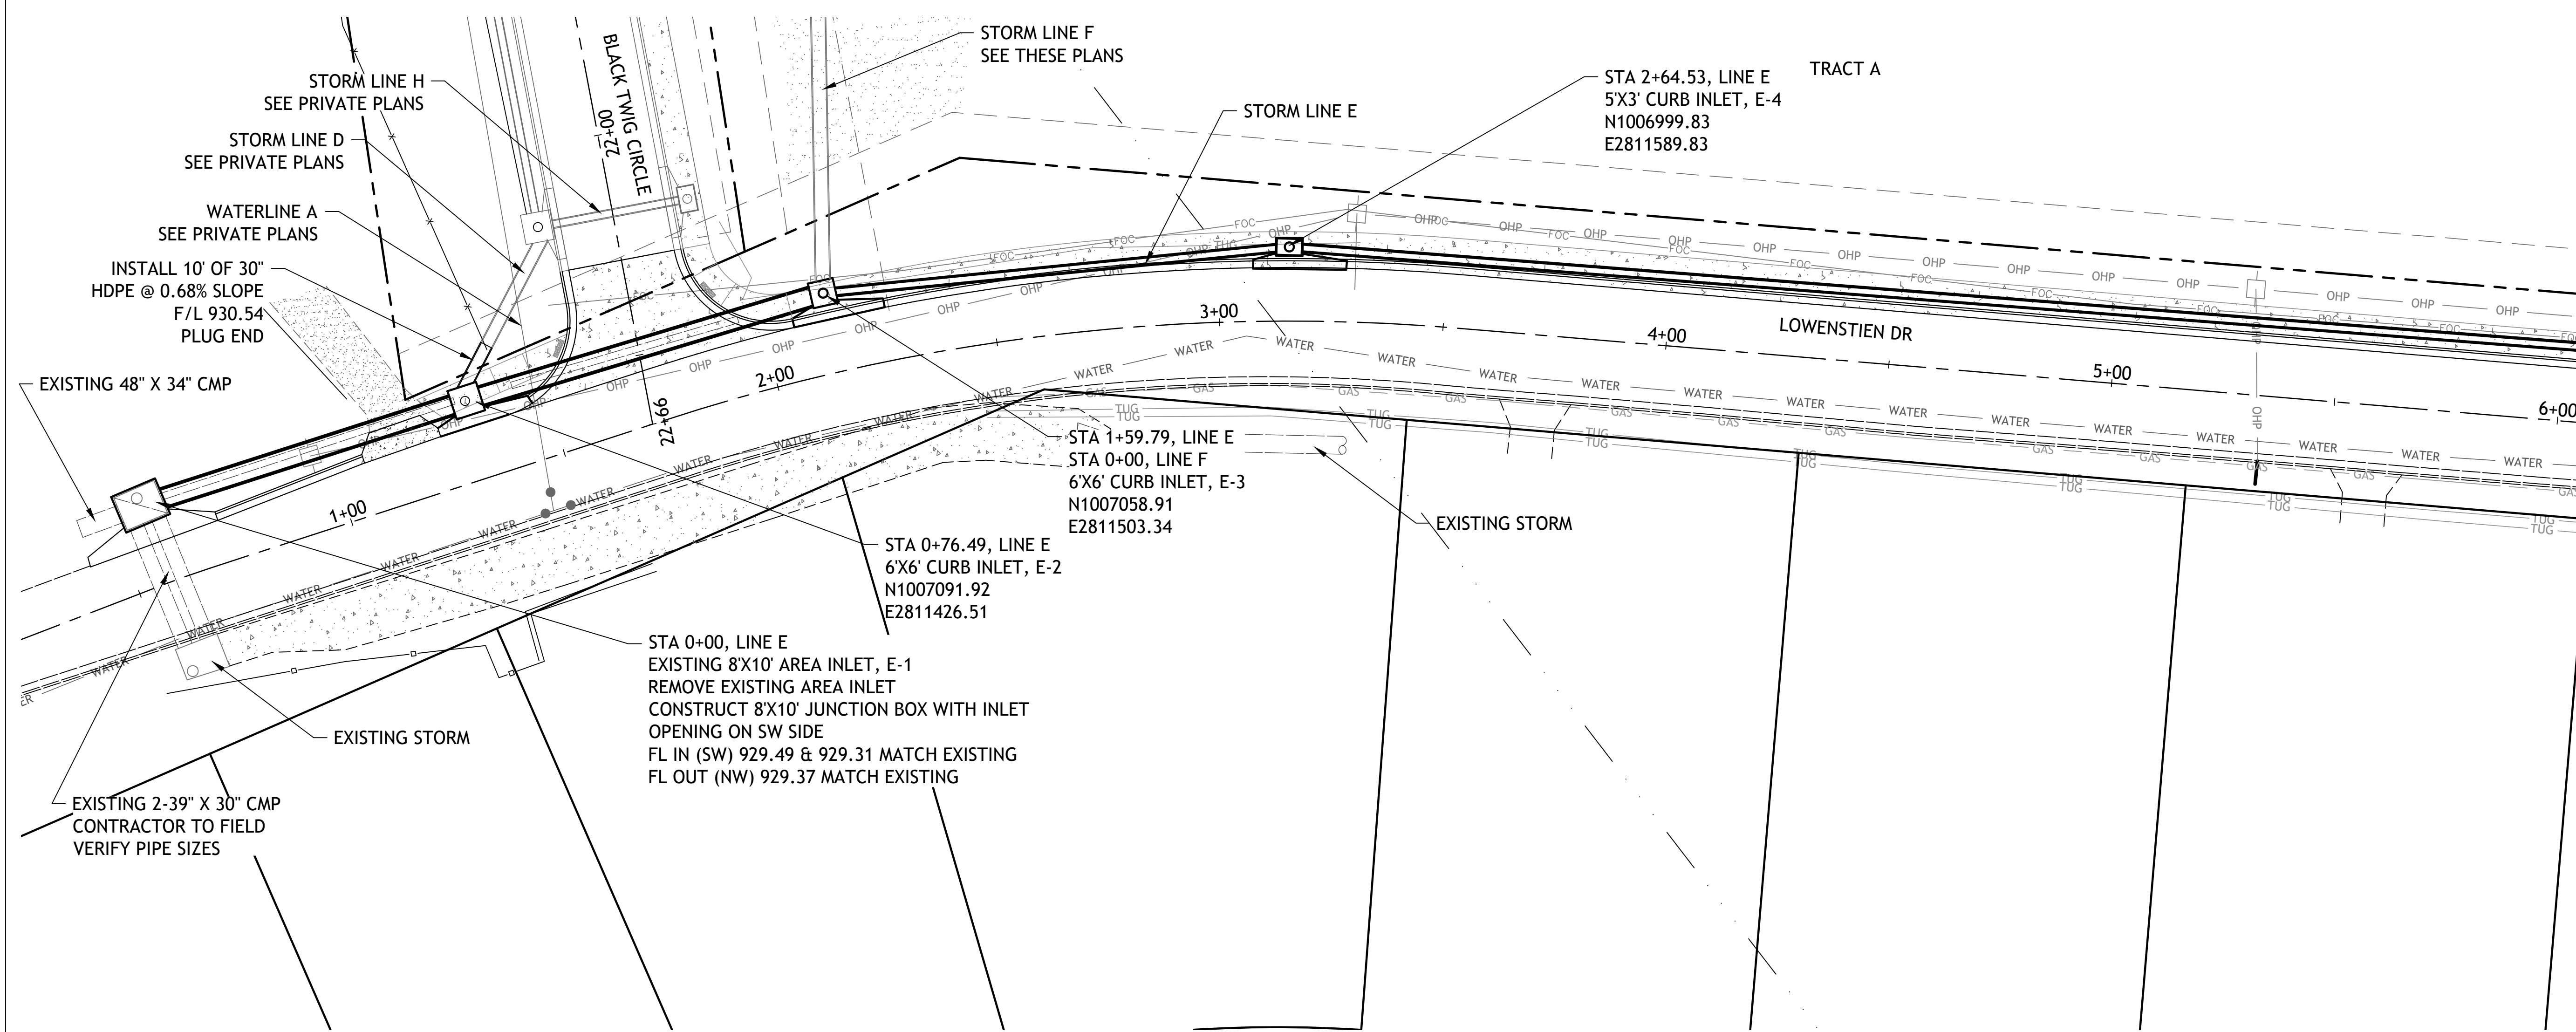 STORM LINE F
SEE THESE PLANS
STORM LINE H
SEE PRIVATE PLANS
STORM LINE D
SEE PRIVATE PLANS
WATERLINE A
SEE PRIVATE PLANS
INSTALL 10' OF 30"
HDPE @ 0.68% SLOPE
F/L 930.54
PLUG END
EXISTING 48" X 34" CMP
BLACK TWIG CIRCLE
22+00
22+66
STORM LINE E
STA 2+64.53, LINE E
5'X3' CURB INLET, E-4
N1006999.83
E2811589.83
TRACT A
1+00
2+00
3+00
4+00
LOWENSTIEN DR
5+00
6+00
STA 1+59.79, LINE E
STA 0+00, LINE F
6'X6' CURB INLET, E-3
N1007058.91
E2811503.34
EXISTING STORM
STA 0+76.49, LINE E
6'X6' CURB INLET, E-2
N1007091.92
E2811426.51
STA 0+00, LINE E
EXISTING 8'X10' AREA INLET, E-1
REMOVE EXISTING AREA INLET
CONSTRUCT 8'X10' JUNCTION BOX WITH INLET
OPENING ON SW SIDE
FL IN (SW) 929.49 & 929.31 MATCH EXISTING
FL OUT (NW) 929.37 MATCH EXISTING
EXISTING STORM
EXISTING 2-39" X 30" CMP
CONTRACTOR TO FIELD
VERIFY PIPE SIZES
FOC
OHP
TUG
WATER
GAS